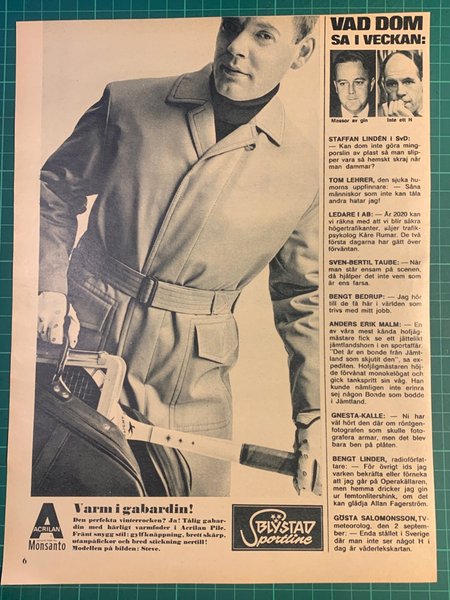 VAD DOM
SA I VECKAN:
Massor av gin
Inte ett H
STAFFAN LINDÉN i SvD:
— Kan dom inte göra ming-
porslin av plast så man slip-
per vara så hemskt skraj när
man dammar?
TOM LEHRER, den sjuka hu-
morns uppfinnare: — Såna
människor som inte kan tåla
andra hatar jag!
LEDARE I AB: — År 2020 kan
vi räkna med att vi blir säkra
högertrafikanter, säjer trafik-
psykolog Kåre Rumar. De två
första dagarna har gått över
förväntan.
SVEN-BERTIL TAUBE: — När
man står ensam på scenen,
då hjälper det inte vem som
är ens farsa.
BENGT BEDRUP: — Jag hör
till de få här i världen som
trivs med mitt jobb.
ANDERS ERIK MALM: — En
av våra mest kända hofjäg-
mästare fick se ett jättelikt
jämtlandshorn i en sportaffär.
"Det är en bonde från Jämt-
land som skjutit den", sa ex-
pediten. Hofjägmästaren höj-
de förvånat monokelögat och
gick tankspritt sin väg. Han
kunde nämligen inte erinra
sej någon Bonde som bodde
i Jämtland.
GNESTA-KALLE: — Ni har
väl hört den där om röntgen-
fotografen som skulle foto-
grafera armar, men det blev
bara ben på plåten.
BENGT LINDER, radioförfat-
tare: — För övrigt ids jag
varken bekräfta eller förneka
att jag går på Operakällaren,
men hemma dricker jag gin
ur femtonlitershink, om det
kan glädja Allan Fagerström.
GÖSTA SALOMONSSON, TV-
meteorolog, den 2 septem-
ber: — Enda stället i Sverige
där man inte ser något H i
dag är väderlekskartan.
A
ACRILAN
Monsanto
Varm i gabardin!
Den perfekta vinterrocken? Ja! Tålig gabar-
din med härligt varmfoder i Acrilan Pile.
Fränt snygg stil: gylfknäppning, brett skärp,
utanpåfickor och bred stickning nertill!
Modellen på bilden: Steve.
BLYSTAD
Sportline
6